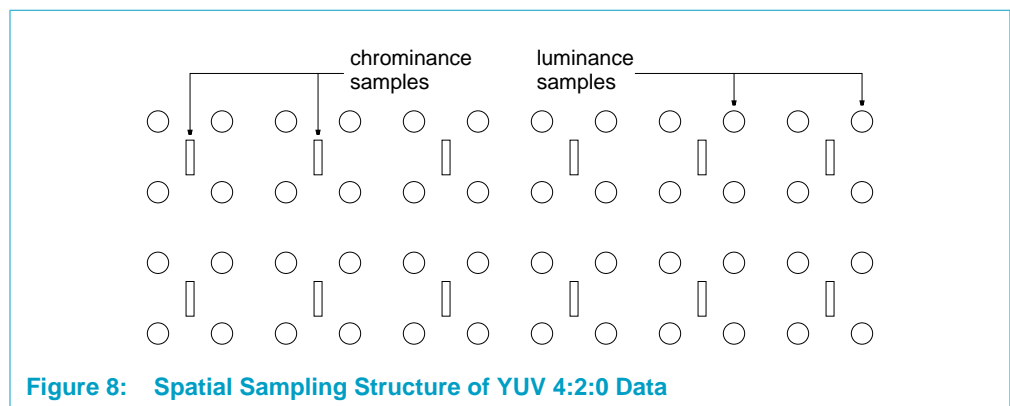 chrominance
samples
luminance
samples
Figure 8: Spatial Sampling Structure of YUV 4:2:0 Data